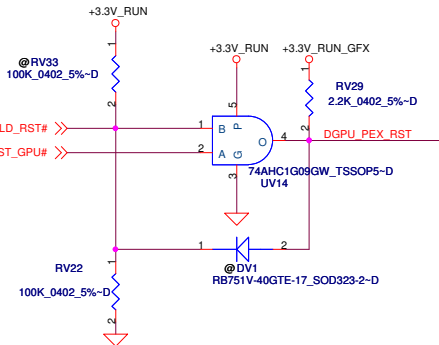 +3.3V_RUN
1
@RV33
100K_0402_5%~D
2
+3.3V_RUN
+3.3V_RUN_GFX
1
RV29
2.2K_0402_5%~D
2
LD_RST#
1
B
P
5
O
4
DGPU_PEX_RST
ST_GPU#
2
A
G
3
74AHC1G09GW_TSSOP5~D
UV14
1
2
@DV1
RB751V-40GTE-17_SOD323-2~D
1
RV22
100K_0402_5%~D
2